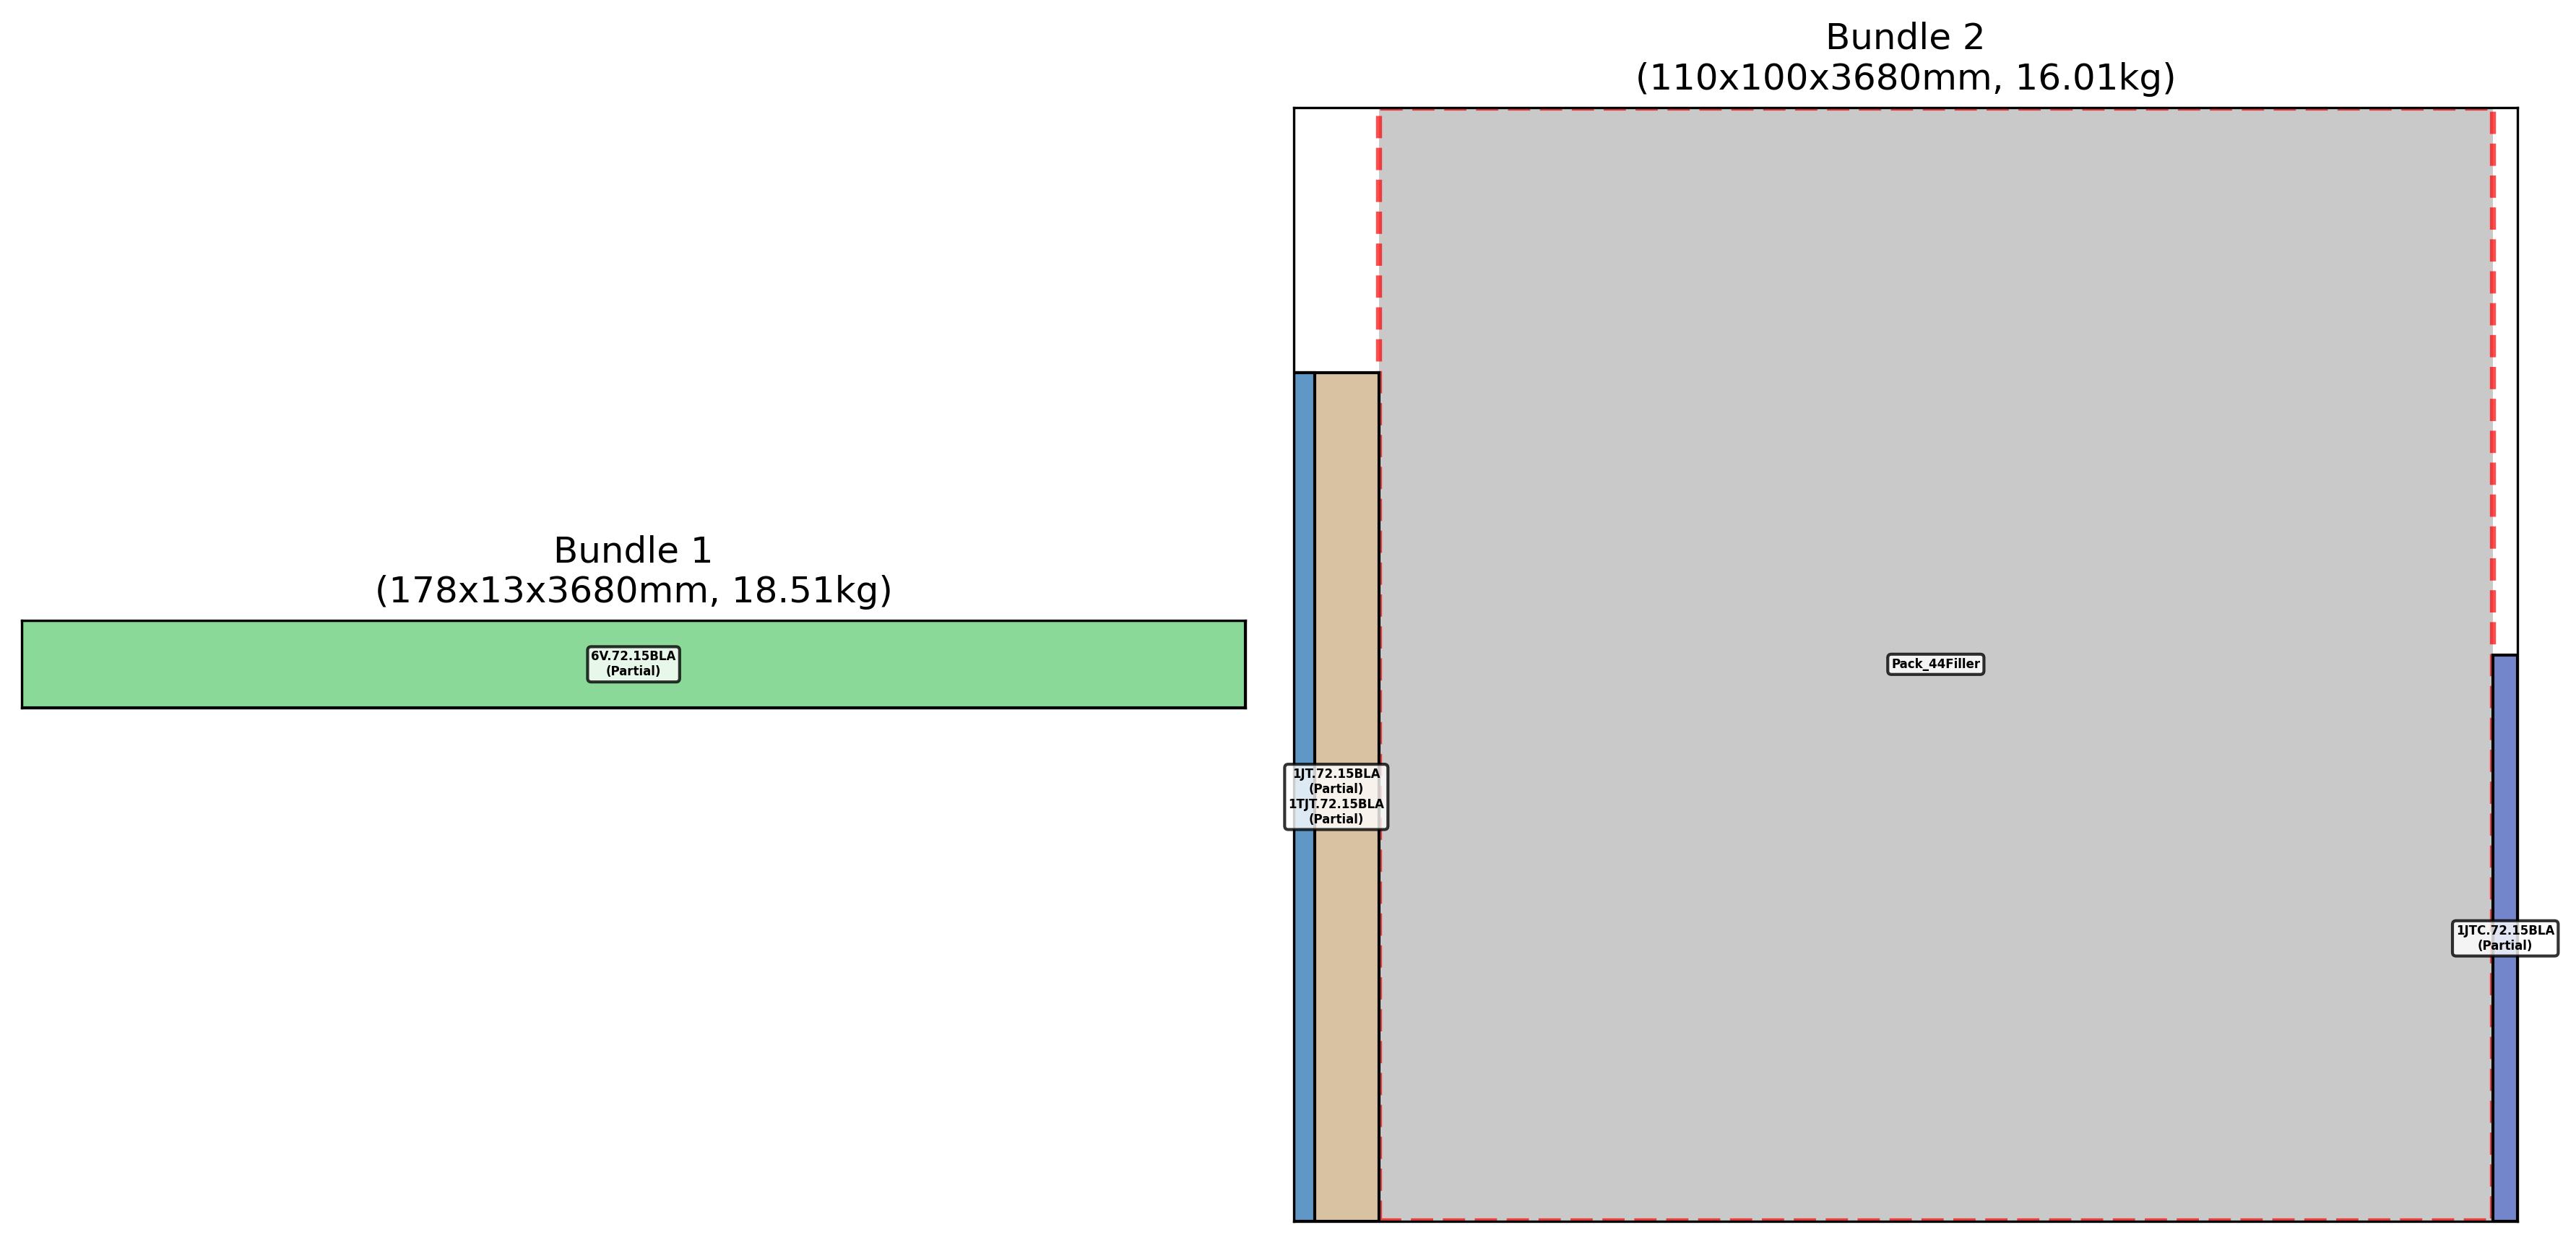 Bundle 1
(178x13x3680mm, 18.51kg)
6V.72.15BLA
(Partial)
Bundle 2
(110x100x3680mm, 16.01kg)
1JT.72.15BLA
(Partial)
1TJT.72.15BLA
(Partial)
Pack_44Filler
1JTC.72.15BLA
(Partial)